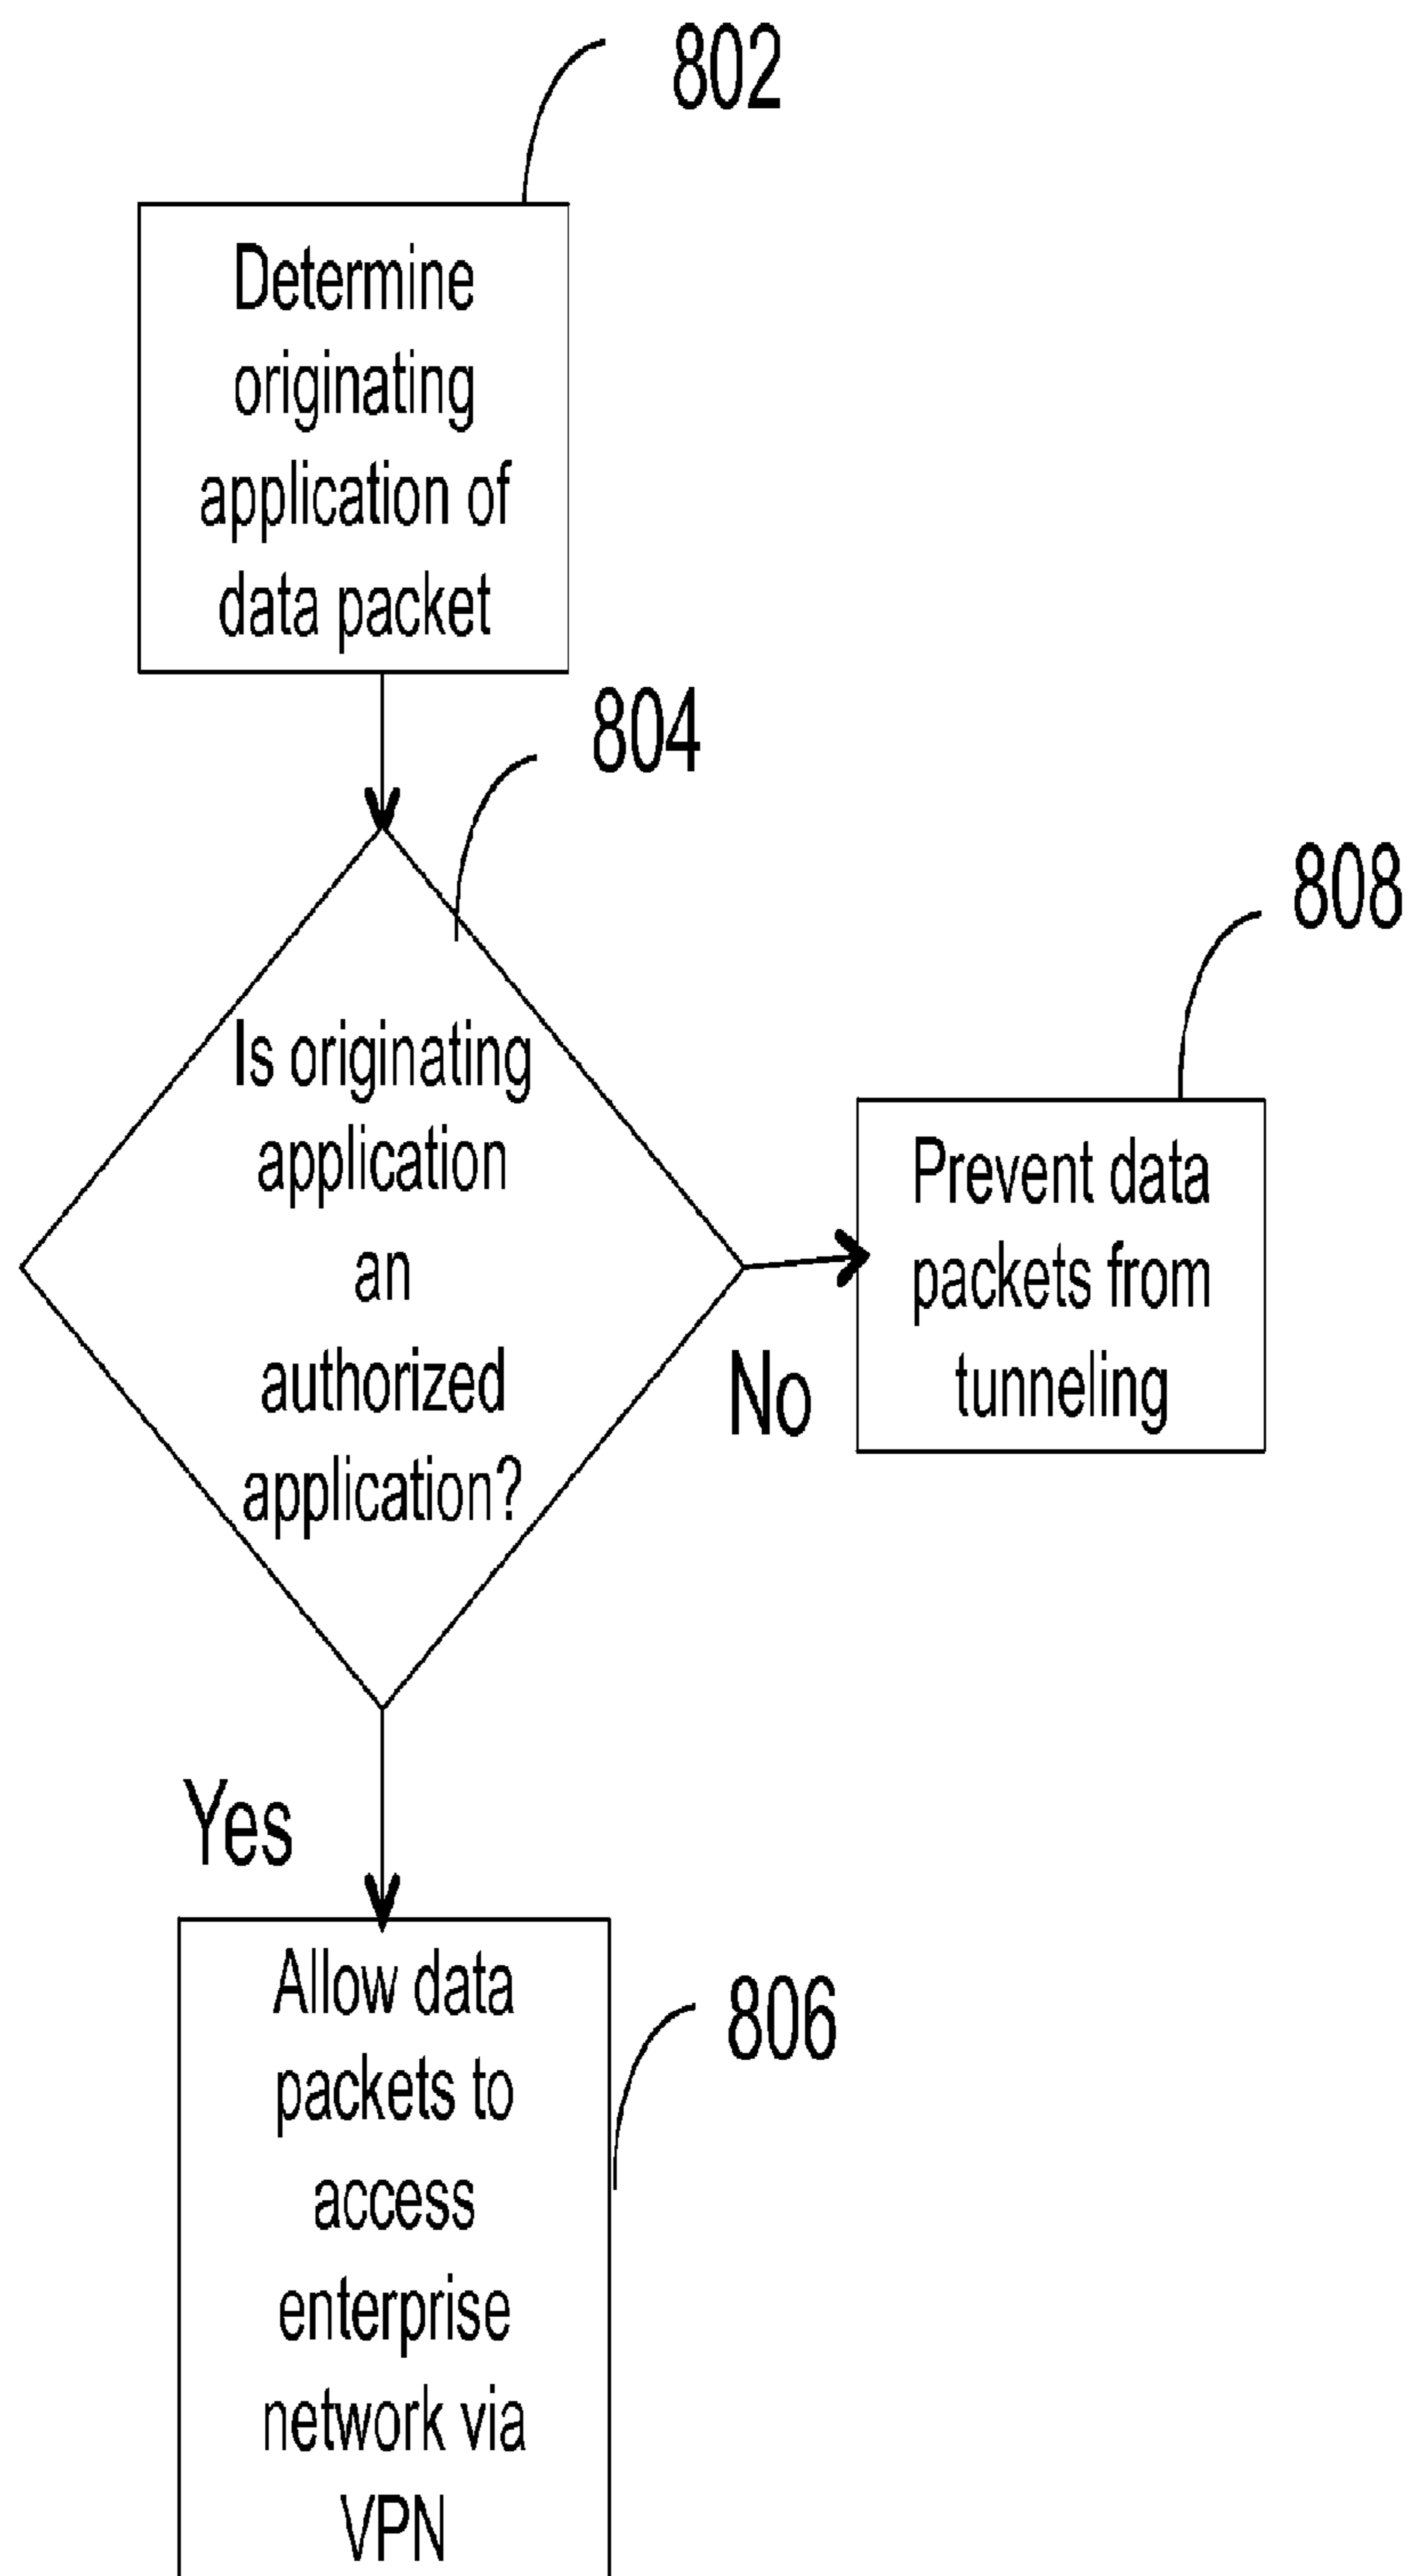 802
Determine
originating
application of
data packet
804
Is originating
application
an
authorized
application?
808
Prevent data
packets from
tunneling
No
Yes
806
Allow data
packets to
access
enterprise
network via
VPN